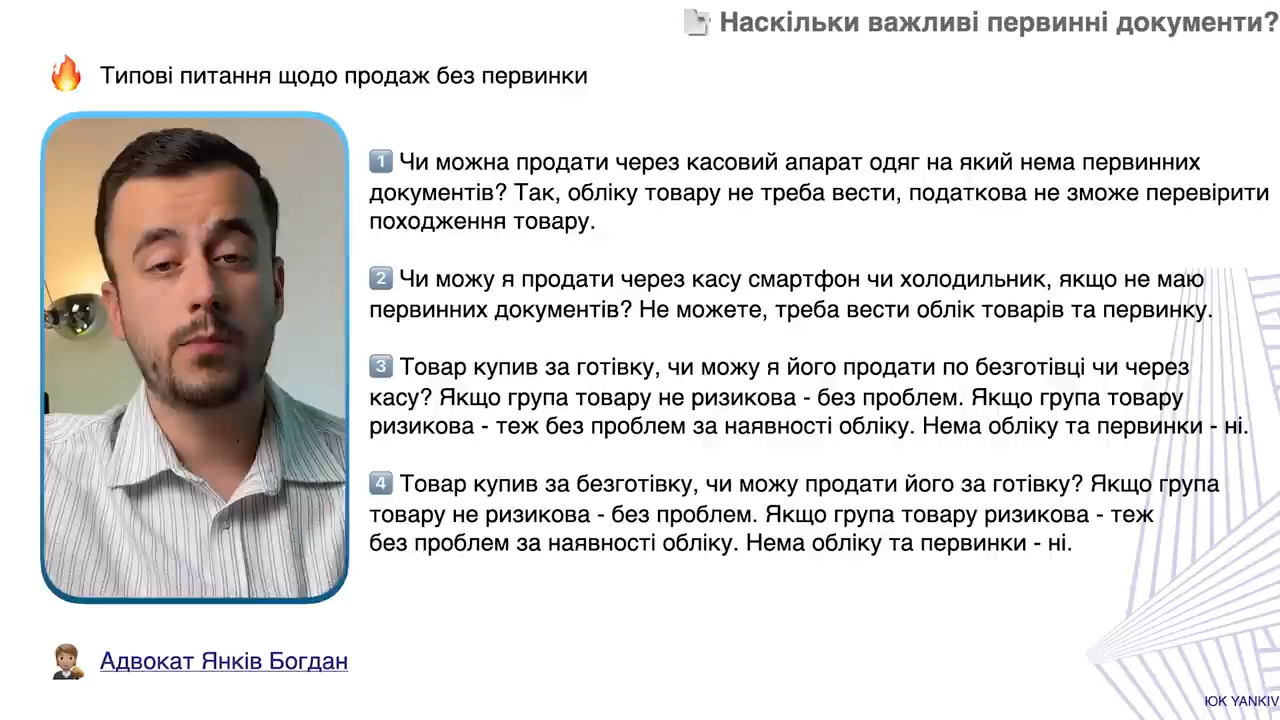 Наскільки важливі первинні документи?
Типові питання щодо продаж без первинки
1 Чи можна продати через касовий апарат одяг на який нема первинних
документів? Так, обліку товару не треба вести, податкова не зможе перевірити
походження товару.
2 Чи можу я продати через касу смартфон чи холодильник, якщо не маю
первинних документів? Не можете, треба вести облік товарів та первинку.
3 Товар купив за готівку, чи можу я його продати по безготівці чи через
касу? Якщо група товару не ризикова - без проблем. Якщо група товару
ризикова - теж без проблем за наявності обліку. Нема обліку та первинки - ні.
4 Товар купив за безготівку, чи можу продати його за готівку? Якщо група
товару не ризикова - без проблем. Якщо група товару ризикова - теж
без проблем за наявності обліку. Нема обліку та первинки - ні.
Адвокат Янків Богдан
ЮК YANKIV